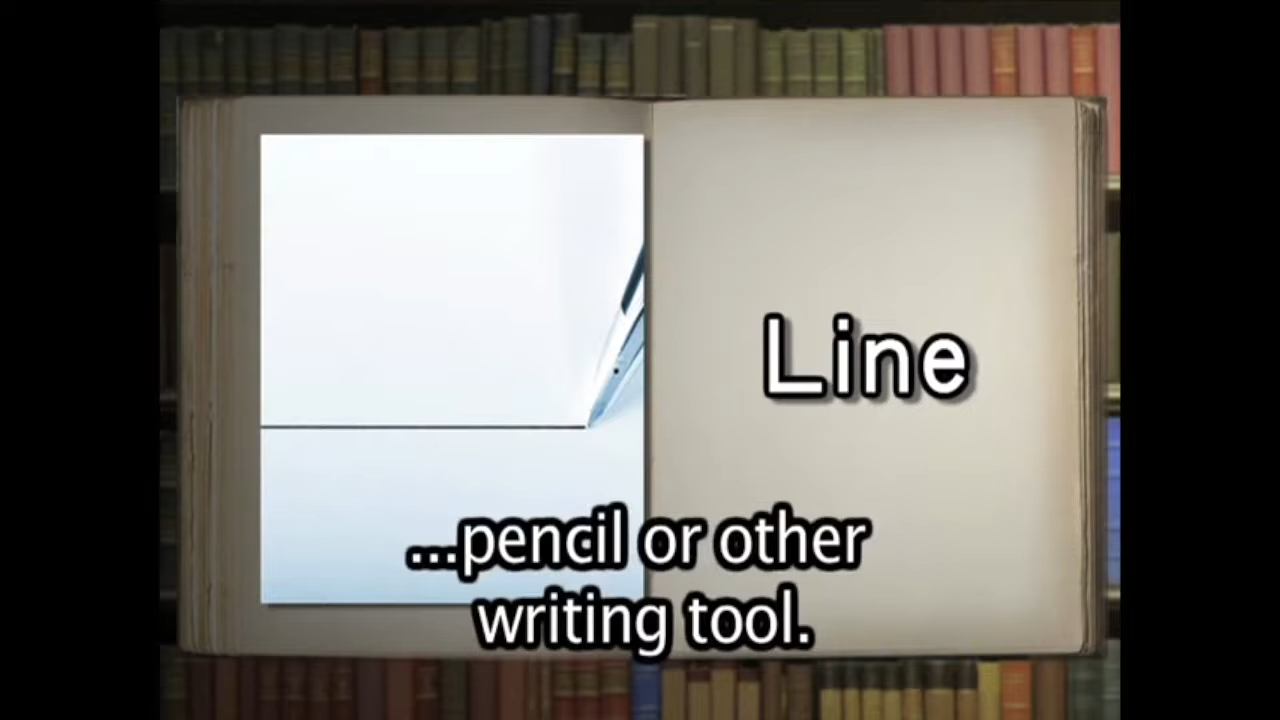 Line
...pencil or other
writing tool.